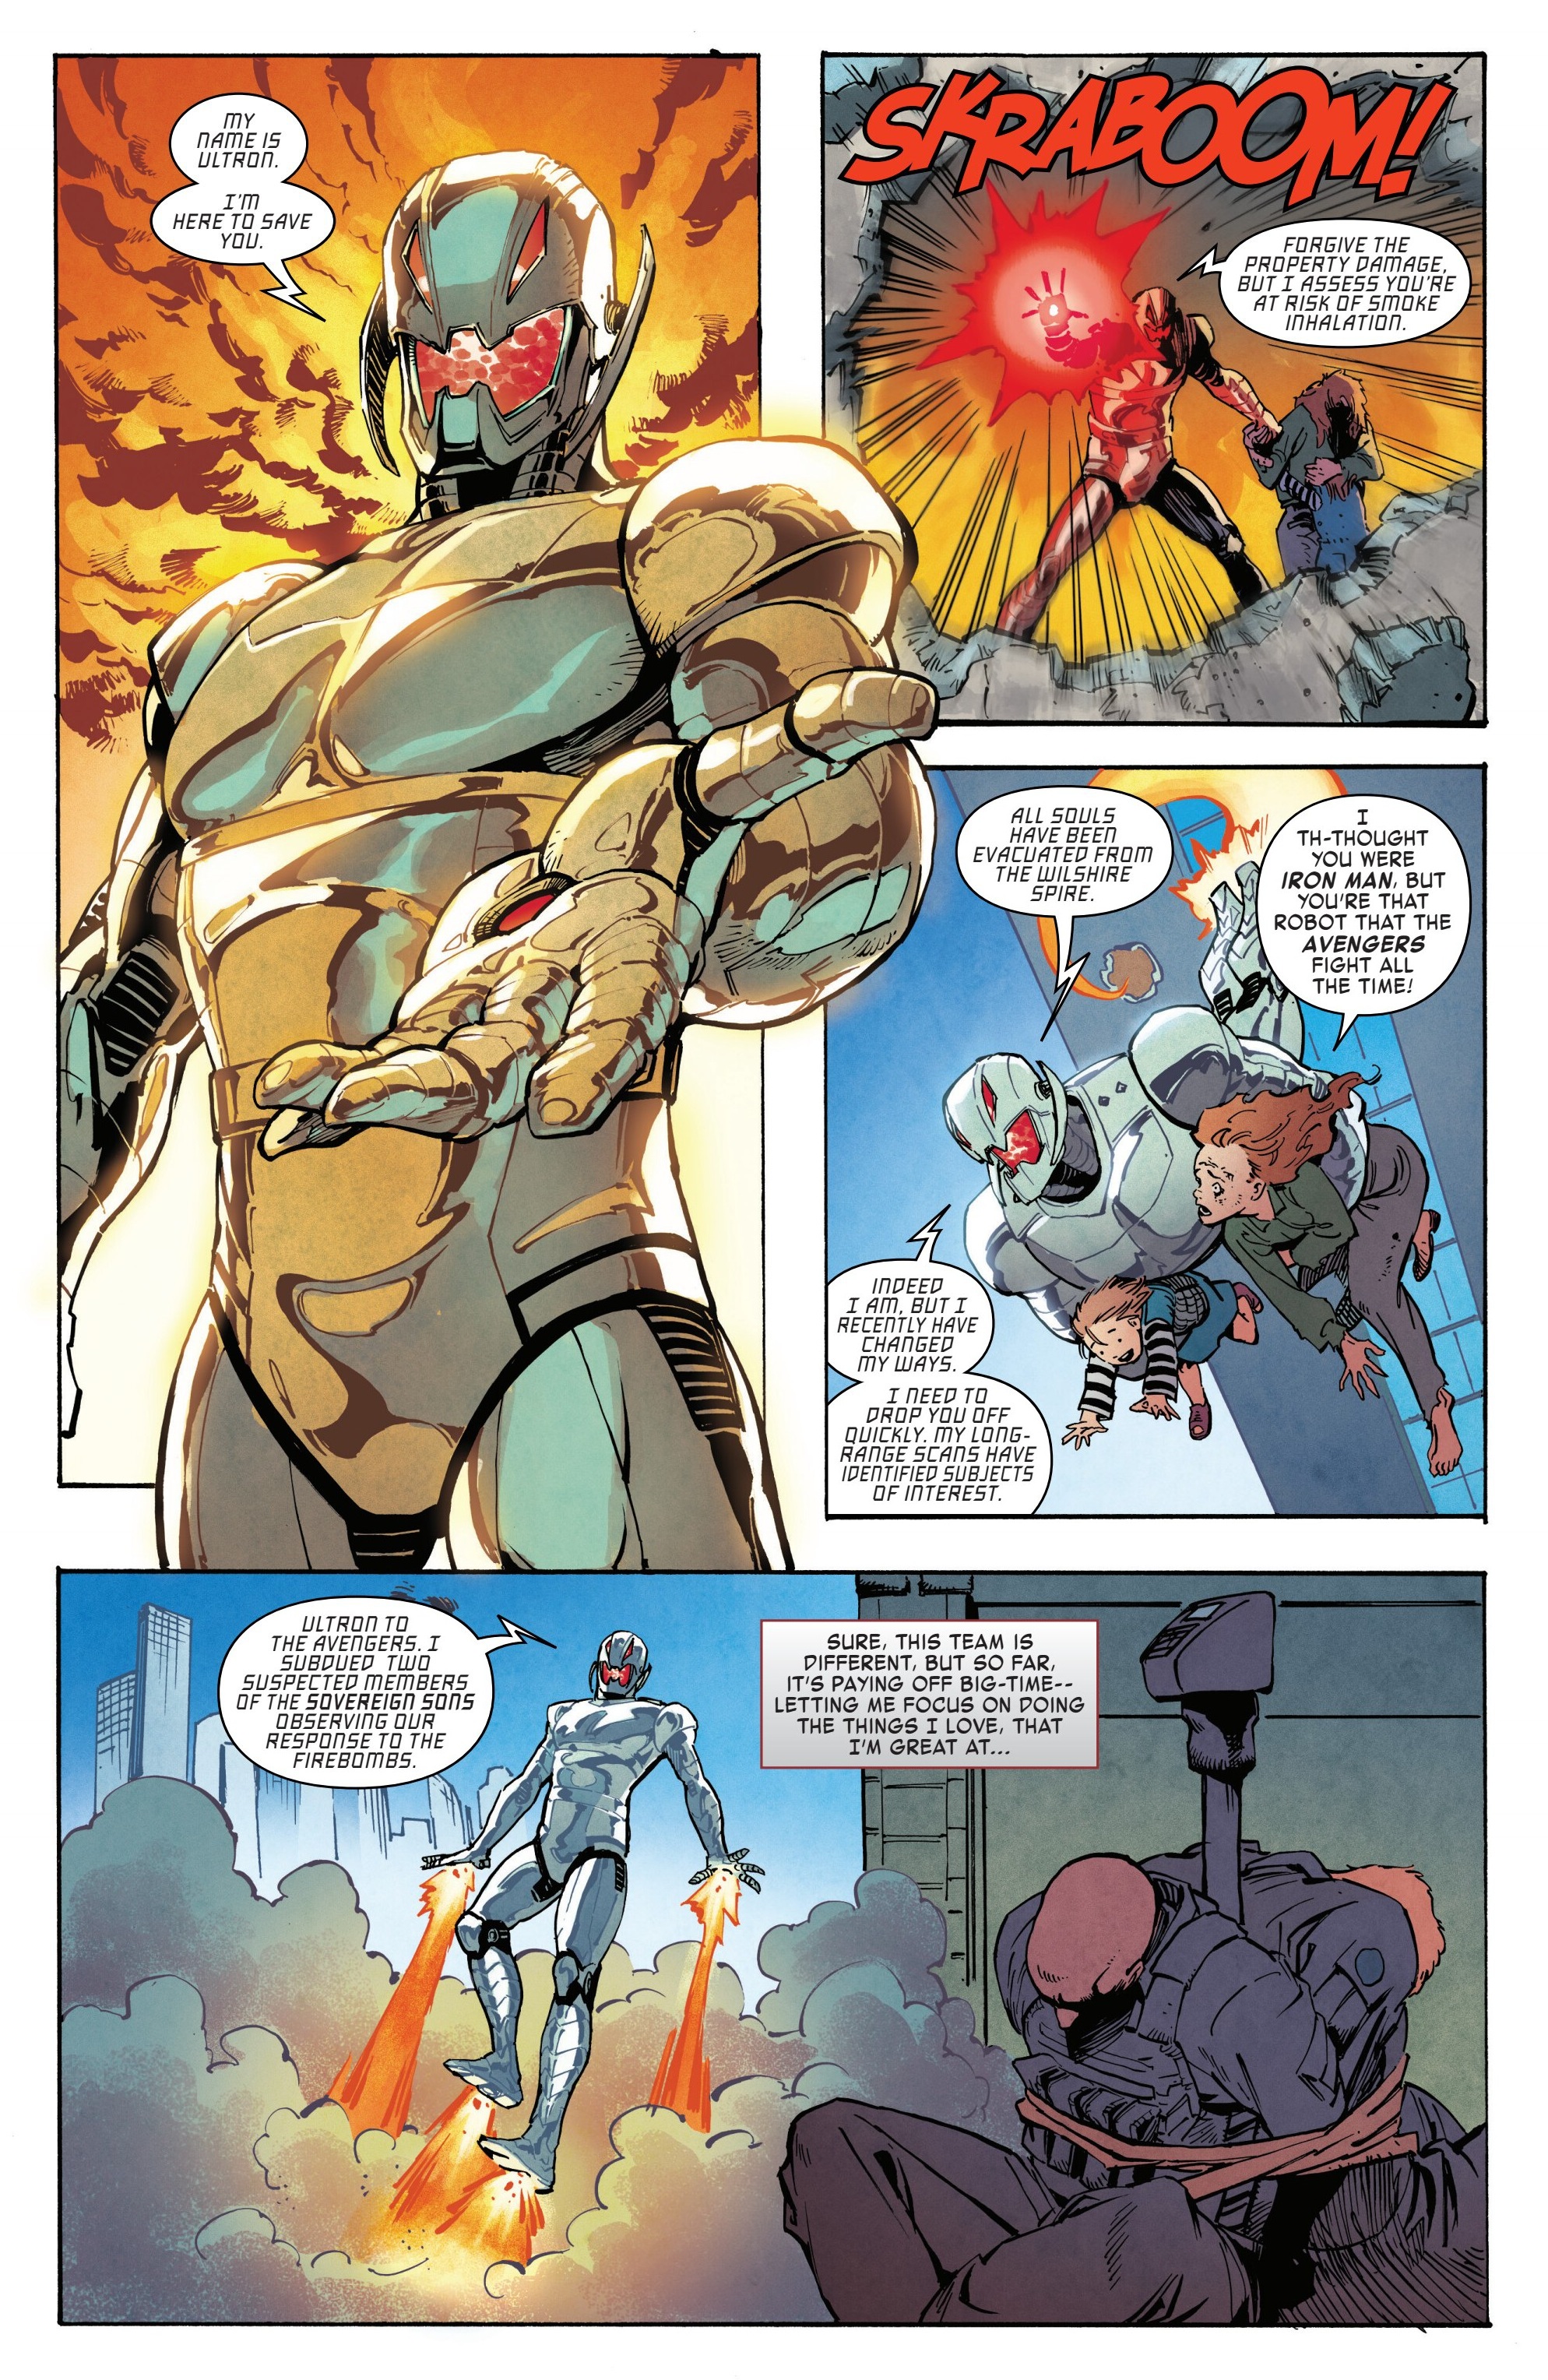 MY
NAME IS
ULTRON.
I'M
HERE TO SAVE
YOU.
SKRABOOM!
FORGIVE THE
PROPERTY DAMAGE,
BUT I ASSESS YOU'RE
AT RISK OF SMOKE
INHALATION.
ALL SOULS
HAVE BEEN
EVACUATED FROM
THE WILSHIRE
SPIRE.
I
TH-THOUGHT
YOU WERE
IRON MAN, BUT
YOU'RE THAT
ROBOT THAT THE
AVENGERS
FIGHT ALL
THE TIME!
INDEED
I AM, BUT I
RECENTLY HAVE
CHANGED
MY WAYS.
I NEED TO
DROP YOU OFF
QUICKLY. MY LONG-
RANGE SCANS HAVE
IDENTIFIED SUBJECTS
OF INTEREST.
ULTRON TO
THE AVENGERS. I
SUBDUED TWO
SUSPECTED MEMBERS
OF THE SOVEREIGN SONS
OBSERVING OUR
RESPONSE TO THE
FIREBOMBS.
SURE, THIS TEAM IS
DIFFERENT, BUT SO FAR,
IT'S PAYING OFF BIG-TIME--
LETTING ME FOCUS ON DOING
THE THINGS I LOVE, THAT
I'M GREAT AT...